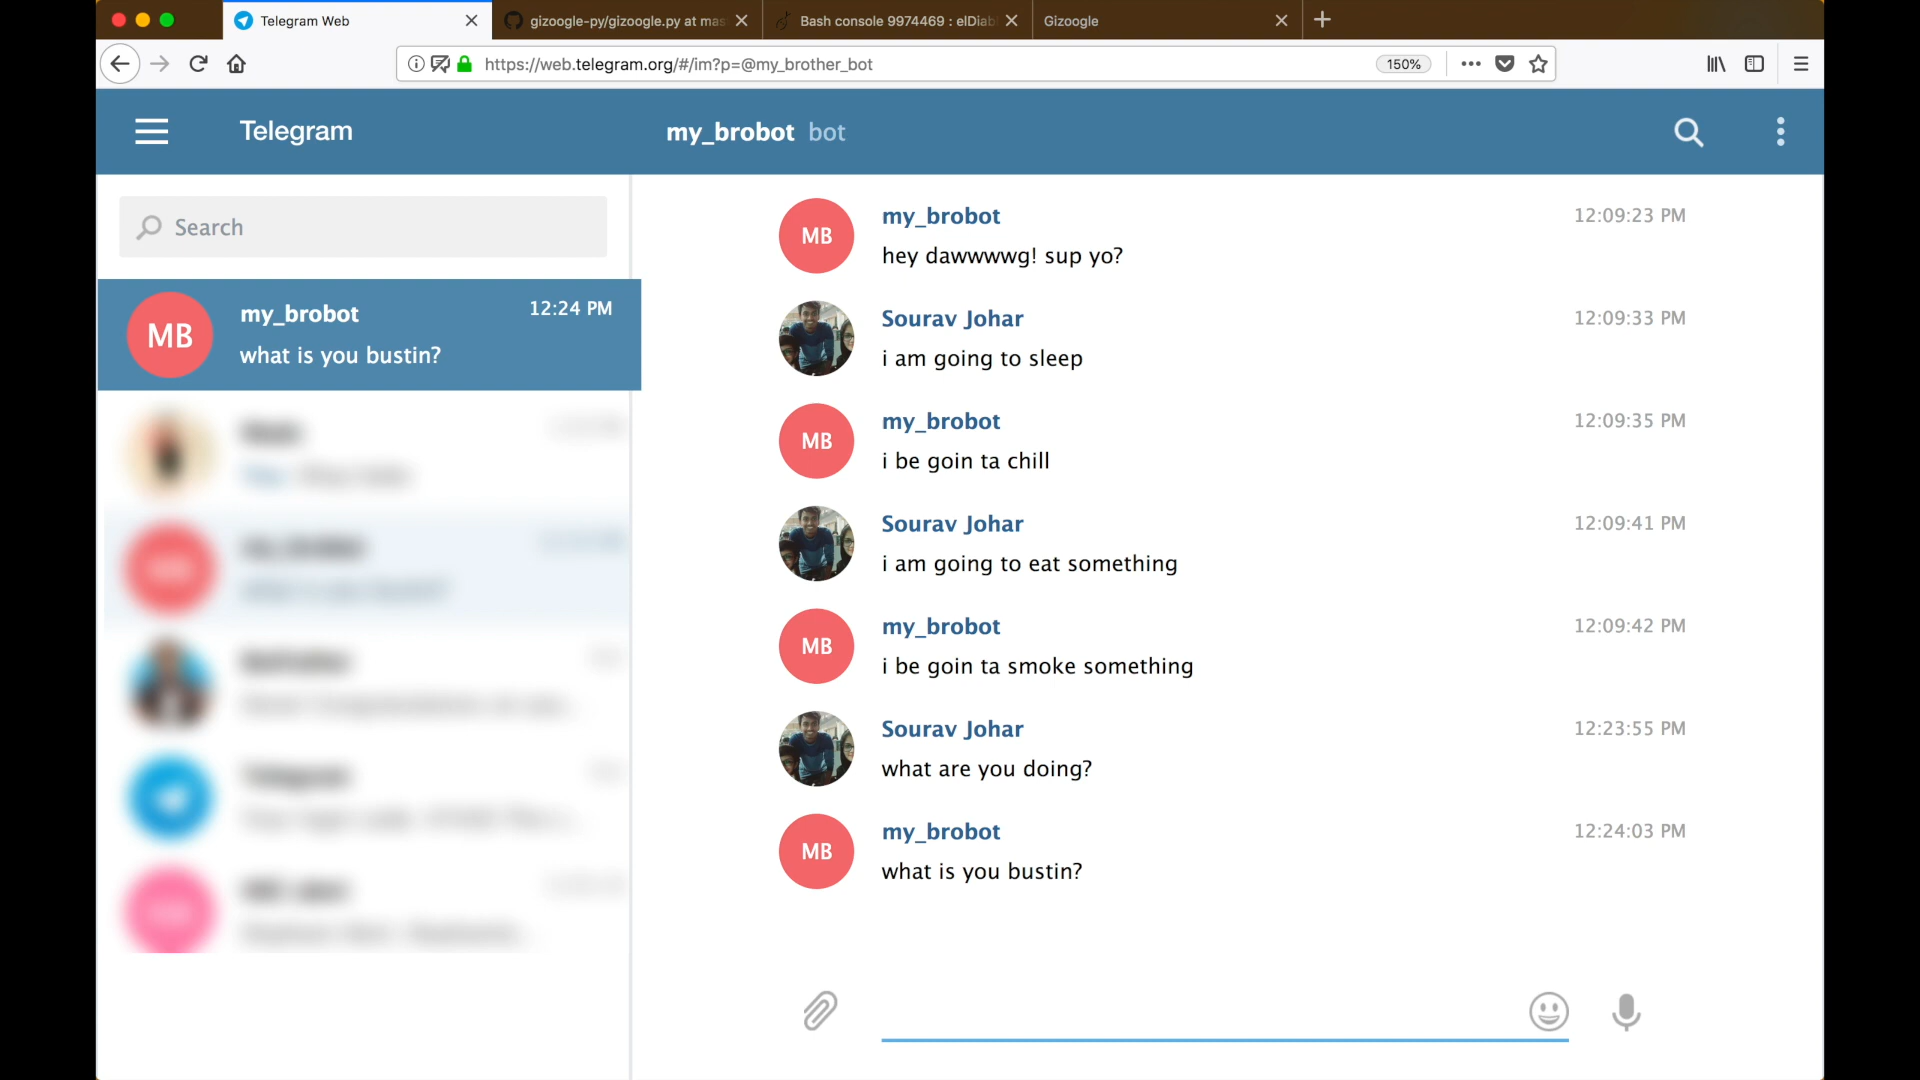 Telegram Web
gizoogle-py/gizoogle.py at mas
Bash console 9974469 : elDiab
Gizoogle
https://web.telegram.org/#/im?p=@my_brother_bot
150%
Telegram
my_brobot bot
Search
MB
my_brobot
12:24 PM
what is you bustin?
MB
my_brobot
12:09:23 PM
hey dawwwwg! sup yo?
Sourav Johar
12:09:33 PM
i am going to sleep
MB
my_brobot
12:09:35 PM
i be goin ta chill
Sourav Johar
12:09:41 PM
i am going to eat something
MB
my_brobot
12:09:42 PM
i be goin ta smoke something
Sourav Johar
12:23:55 PM
what are you doing?
MB
my_brobot
12:24:03 PM
what is you bustin?